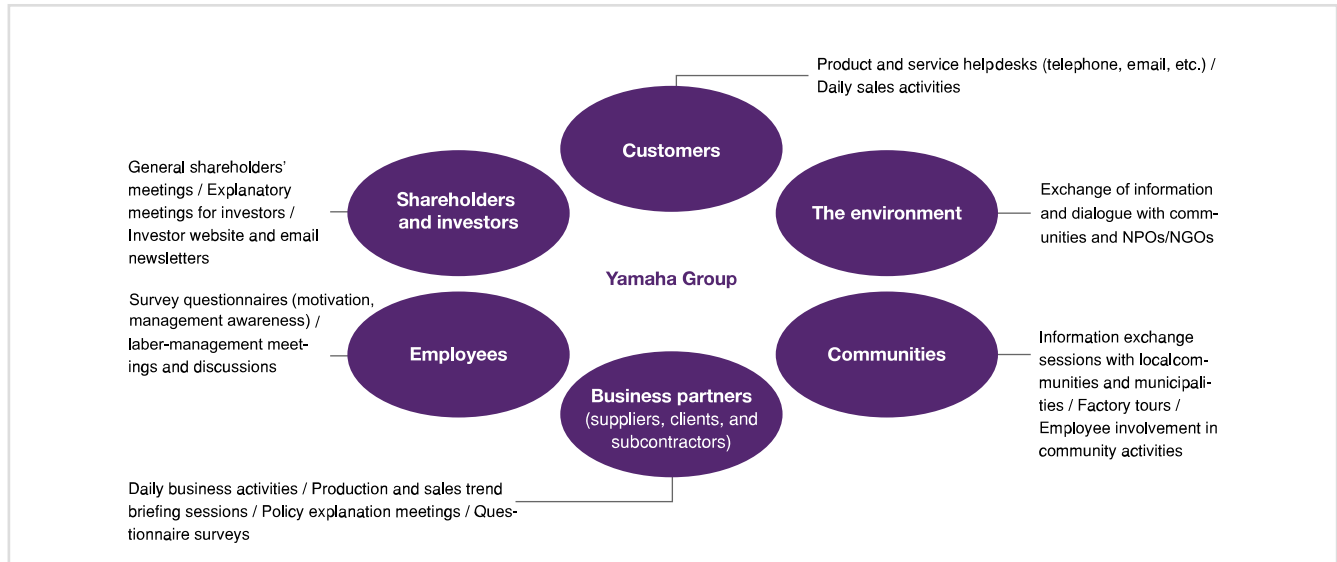 Product and service helpdesks (telephone, email, etc.) /
Daily sales activities
Customers
General shareholders’
meetings / Explanatory
meetings for investors /
Investor website and email
newsletters
Shareholders
and investors
The environment
Exchange of information
and dialogue with comm-
unities and NPOs/NGOs
Yamaha Group
Survey questionnaires (motivation,
management awareness) /
laber-management meet-
ings and discussions
Employees
Communities
Information exchange
sessions with localcom-
munities and municipali-
ties / Factory tours /
Employee involvement in
community activities
Business partners
(suppliers, clients, and
subcontractors)
Daily business activities / Production and sales trend
briefing sessions / Policy explanation meetings / Ques-
tionnaire surveys